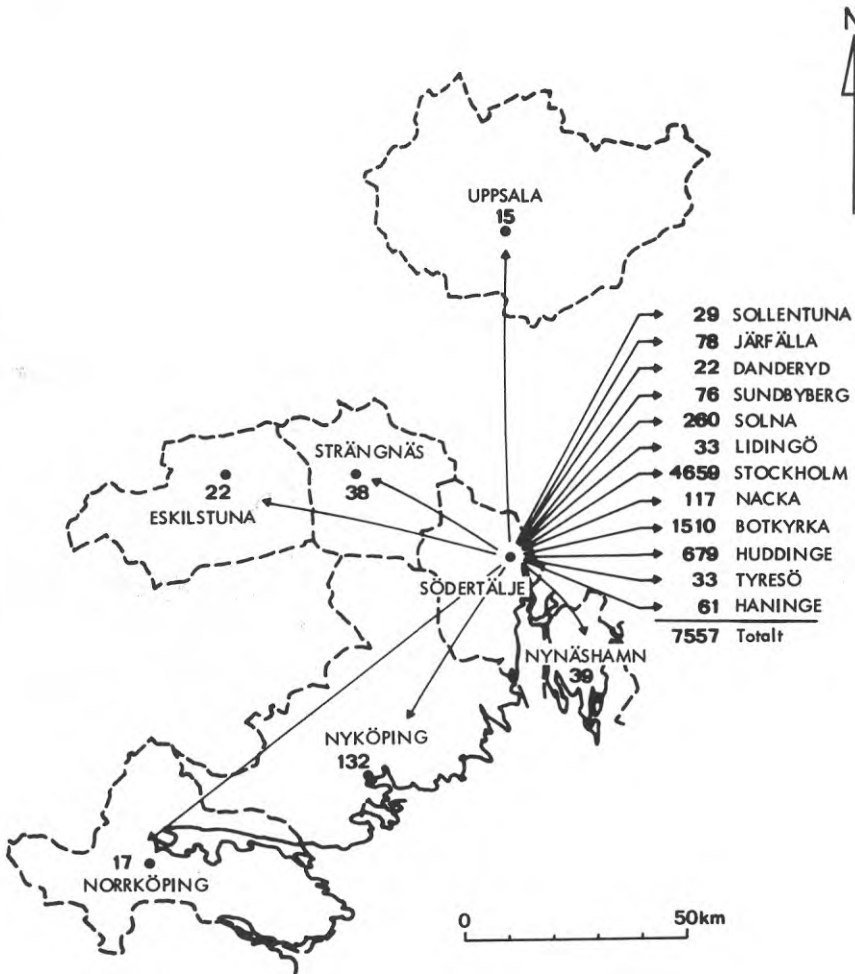 N
UPPSALA
15
29 SOLLENTUNA
78 JÄRFÄLLA
22 DANDERYD
76 SUNDBYBERG
260 SOLNA
33 LIDINGÖ
4659 STOCKHOLM
117 NACKA
1510 BOTKYRKA
679 HUDDINGE
33 TYRESÖ
61 HANINGE
7557 Totalt
STRÄNGNÄS
38
22
ESKILSTUNA
SÖDERTÄLJE
NYNÄSHAMN
39
NYKÖPING
132
17
NORRKÖPING
0 50km